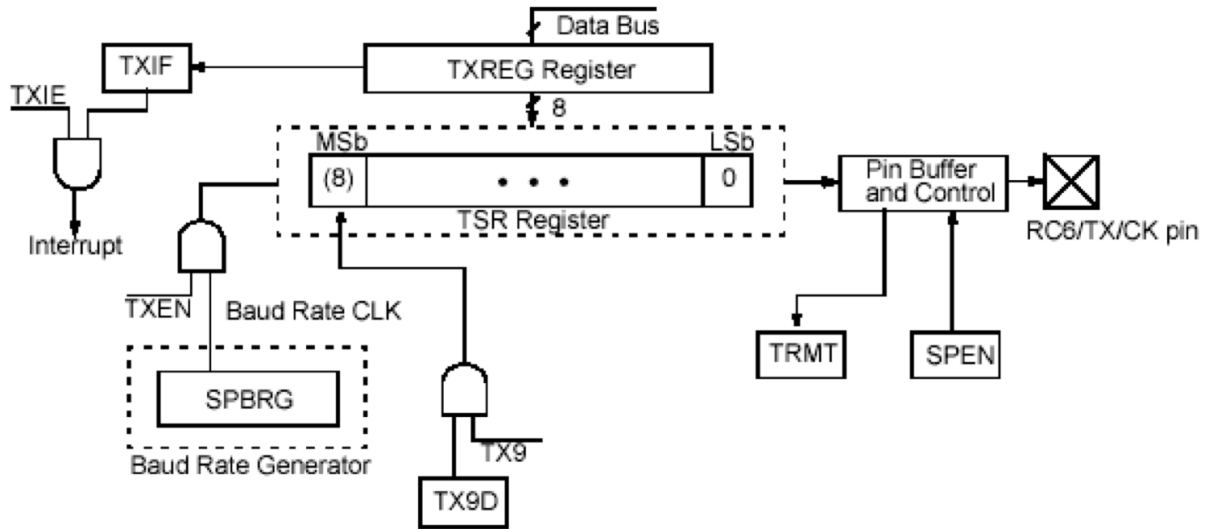 Data Bus
TXIF
TXREG Register
TXIE
8
MSb
LSb
(8)
• • •
0
Pin Buffer
and Control
TSR Register
RC6/TX/CK pin
Interrupt
TXEN
Baud Rate CLK
TRMT
SPEN
SPBRG
TX9
Baud Rate Generator
TX9D